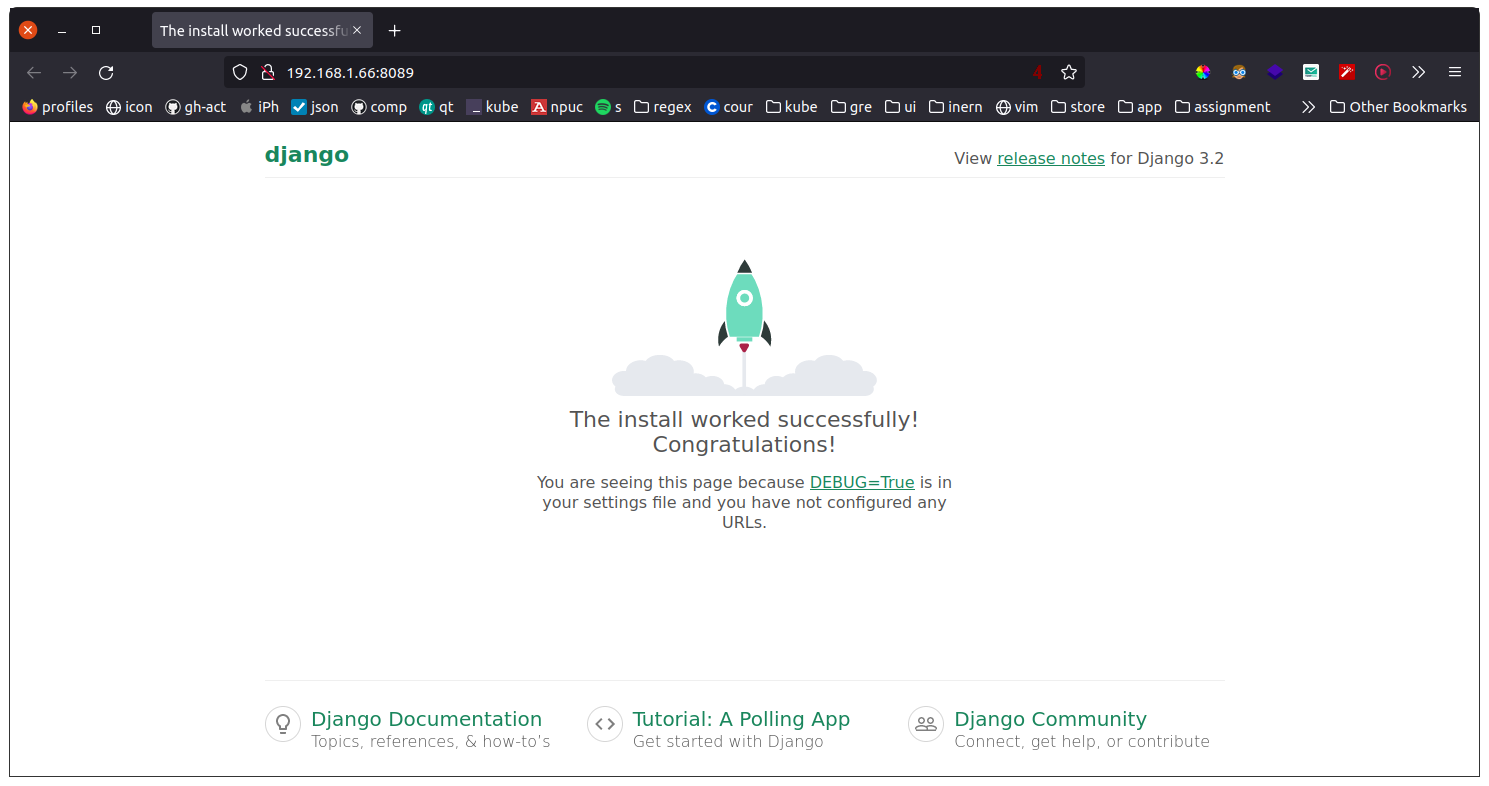 The install worked successfu
192.168.1.66:8089
profiles icon gh-act iPh json comp qt kube npuc s regex cour kube gre ui inern vim store app assignment Other Bookmarks
django
View release notes for Django 3.2
The install worked successfully!
Congratulations!
You are seeing this page because DEBUG=True is in
your settings file and you have not configured any
URLs.
Django Documentation
Topics, references, & how-to's
Tutorial: A Polling App
Get started with Django
Django Community
Connect, get help, or contribute